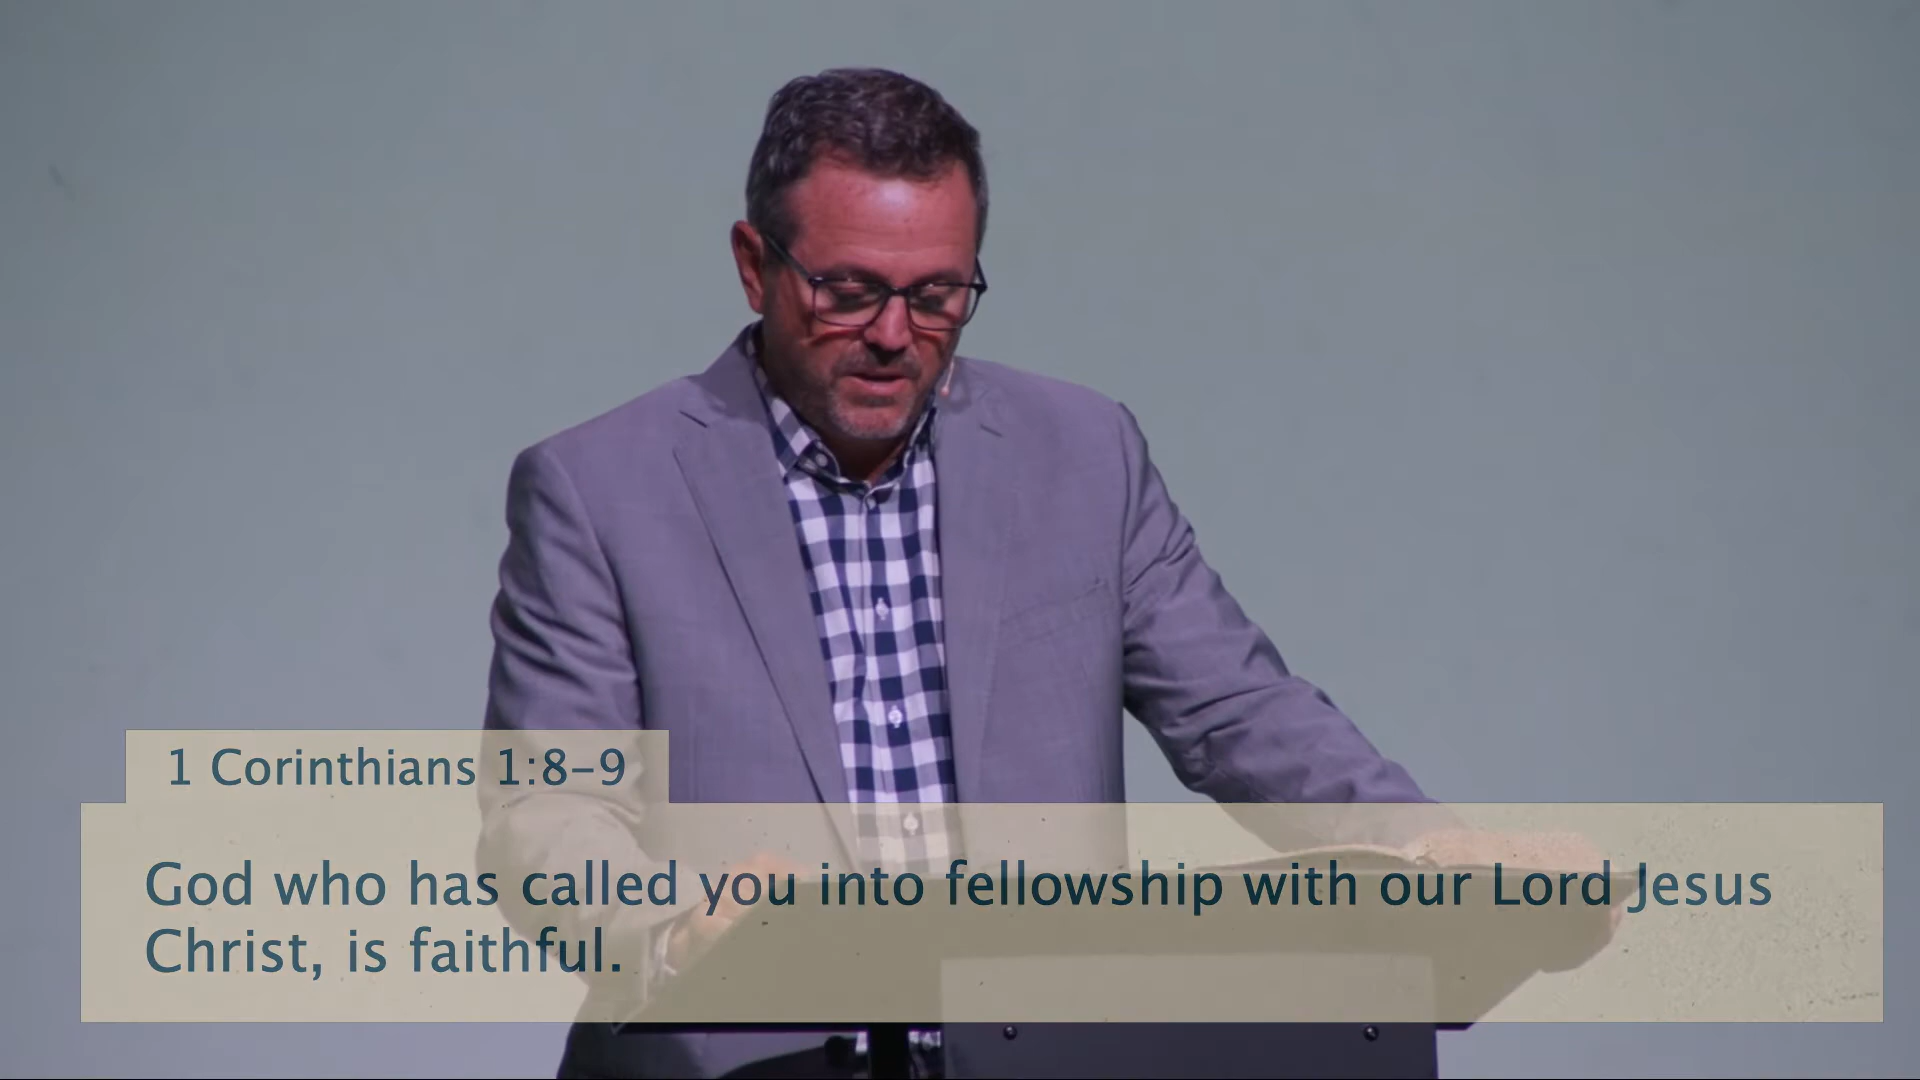 1 Corinthians 1:8–9
God who has called you into fellowship with our Lord Jesus
Christ, is faithful.